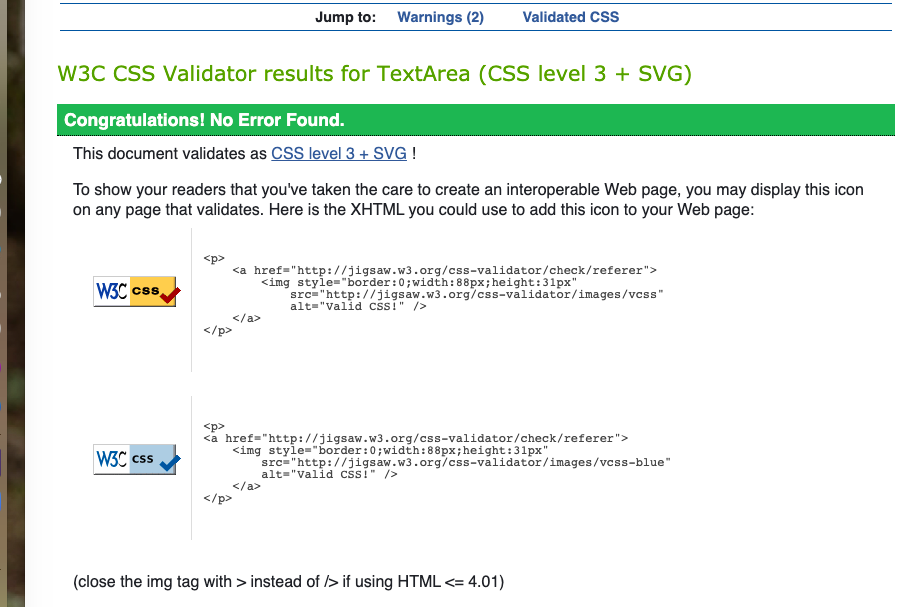 Jump to: Warnings (2) Validated CSS
W3C CSS Validator results for TextArea (CSS level 3 + SVG)
Congratulations! No Error Found.
This document validates as CSS level 3 + SVG !
To show your readers that you've taken the care to create an interoperable Web page, you may display this icon
on any page that validates. Here is the XHTML you could use to add this icon to your Web page:
W3C css
<p>
    <a href="http://jigsaw.w3.org/css-validator/check/referer">
        <img style="border:0;width:88px;height:31px"
            src="http://jigsaw.w3.org/css-validator/images/vcss"
            alt="Valid CSS!" />
    </a>
</p>
W3C css
<p>
<a href="http://jigsaw.w3.org/css-validator/check/referer">
    <img style="border:0;width:88px;height:31px"
        src="http://jigsaw.w3.org/css-validator/images/vcss-blue"
        alt="Valid CSS!" />
    </a>
</p>
(close the img tag with > instead of /> if using HTML <= 4.01)